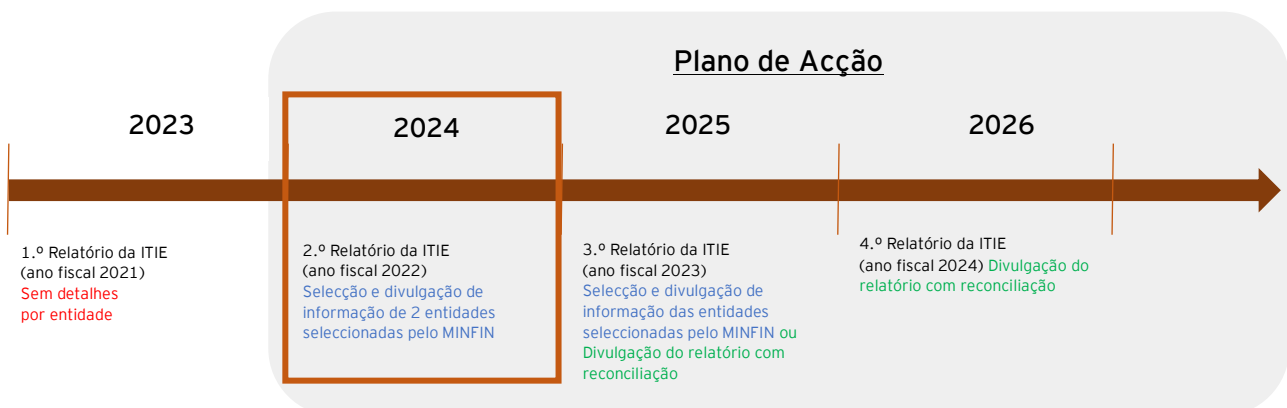 Plano de Acção
2023
2024
2025
2026
1.º Relatório da ITIE
(ano fiscal 2021)
Sem detalhes
por entidade
2.º Relatório da ITIE
(ano fiscal 2022)
Selecção e divulgação de
informação de 2 entidades
seleccionadas pelo MINFIN
3.º Relatório da ITIE
(ano fiscal 2023)
Selecção e divulgação de
informação das entidades
seleccionadas pelo MINFIN ou
Divulgação do relatório com
reconciliação
4.º Relatório da ITIE
(ano fiscal 2024) Divulgação do
relatório com reconciliação